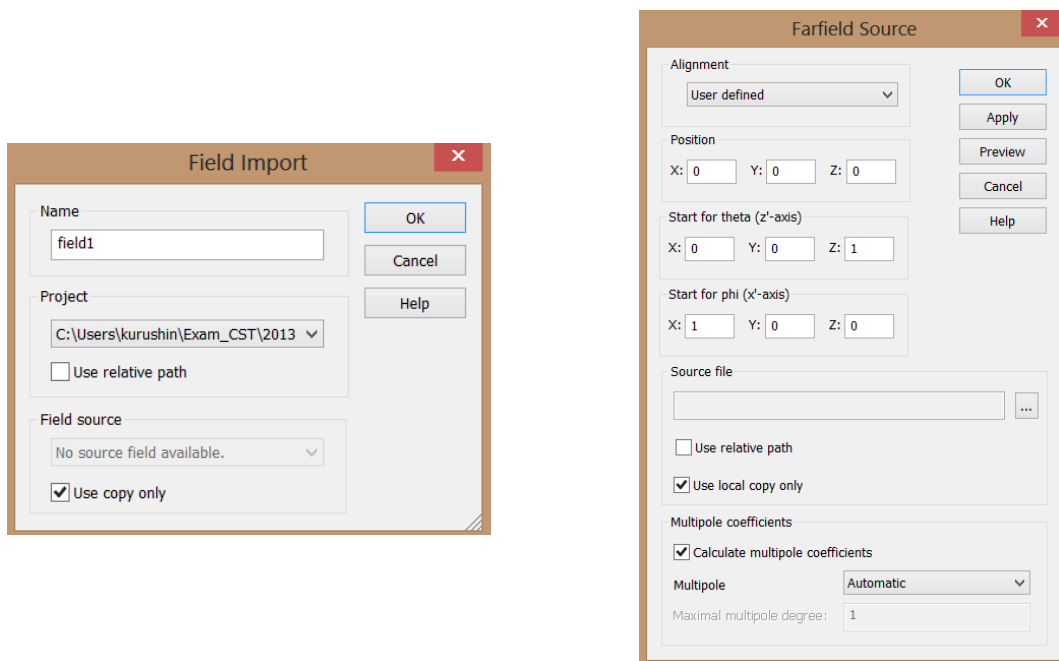 Field Import
Name
field1
OK
Cancel
Help
Project
C:\Users\kurushin\Exam_CST\2013
Use relative path
Field source
No source field available.
Use copy only
Farfield Source
Alignment
User defined
OK
Apply
Preview
Cancel
Help
Position
X: 0 Y: 0 Z: 0
Start for theta (z'-axis)
X: 0 Y: 0 Z: 1
Start for phi (x'-axis)
X: 1 Y: 0 Z: 0
Source file
...
Use relative path
Use local copy only
Multipole coefficients
Calculate multipole coefficients
Multipole Automatic
Maximal multipole degree: 1